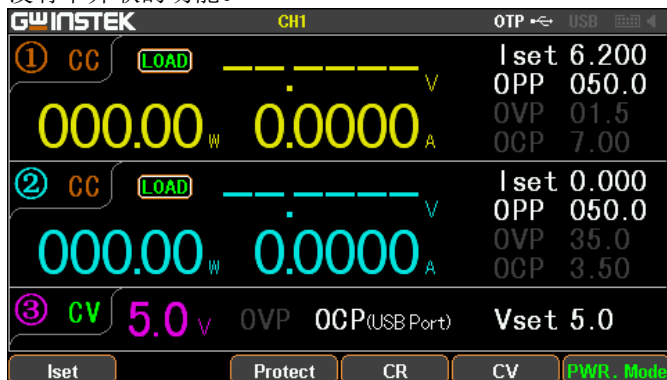 GWINSTEK CH1 OTP USB
① CC LOAD --.---- V Iset 6.200
OPP 050.0
000.00 W 0.0000 A OVP 01.5
OCP 7.00
② CC LOAD --.---- V Iset 0.000
OPP 050.0
000.00 W 0.0000 A OVP 35.0
OCP 3.50
③ CV 5.0 V OVP OCP(USB Port) Vset 5.0
Iset Protect CR CV PWR. Mode